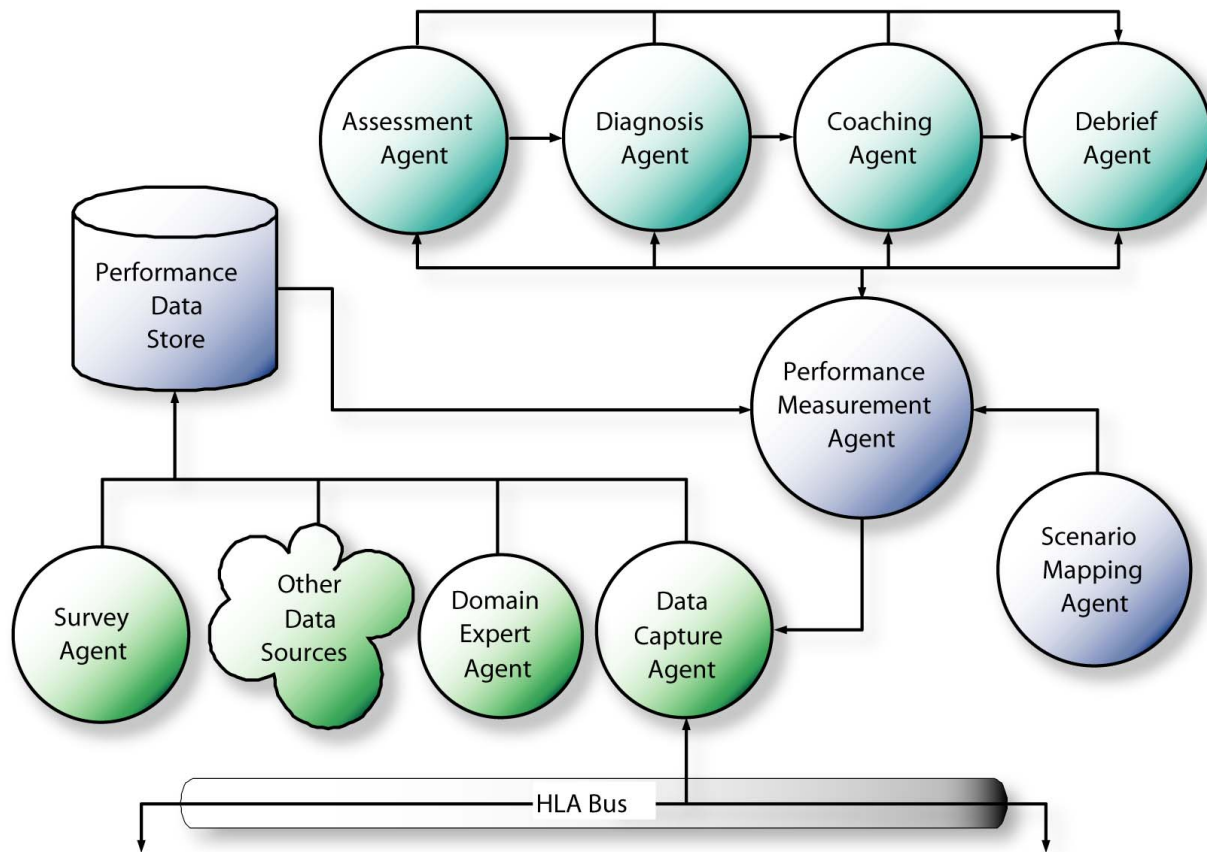 Assessment
Agent
Diagnosis
Agent
Coaching
Agent
Debrief
Agent
Performance
Data
Store
Performance
Measurement
Agent
Scenario
Mapping
Agent
Survey
Agent
Other
Data
Sources
Domain
Expert
Agent
Data
Capture
Agent
HLA Bus